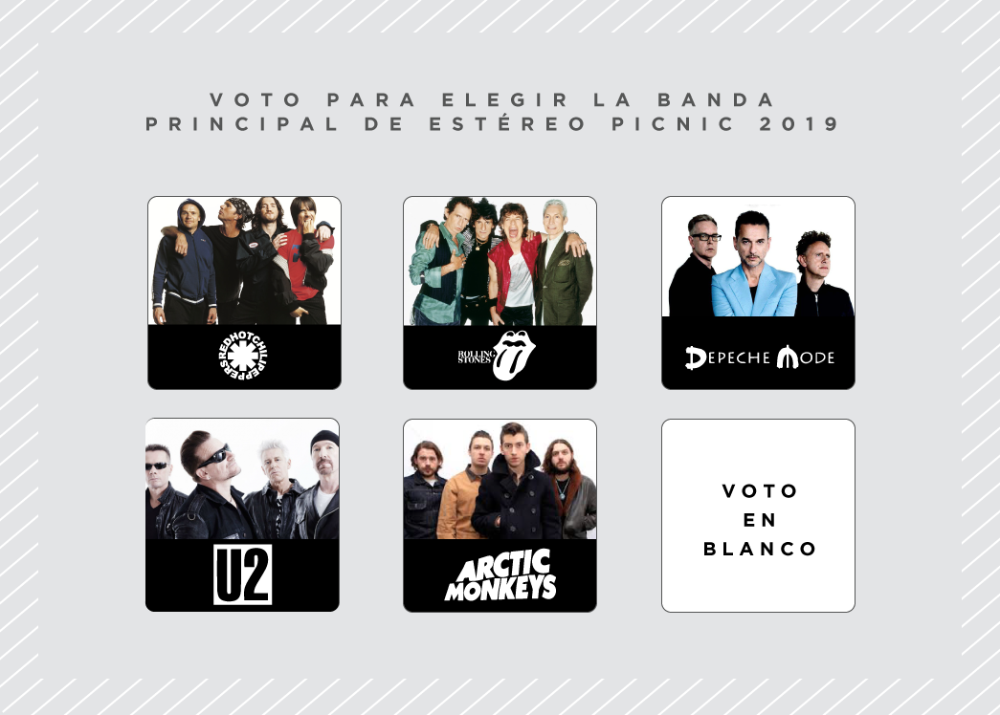 VOTO PARA ELEGIR LA BANDA
PRINCIPAL DE ESTÉREO PICNIC 2019
REDHOTCHILIPEPPERS
ROLLING
STONES
DEPECHE MODE
U2
ARCTIC
MONKEYS
VOTO
EN
BLANCO